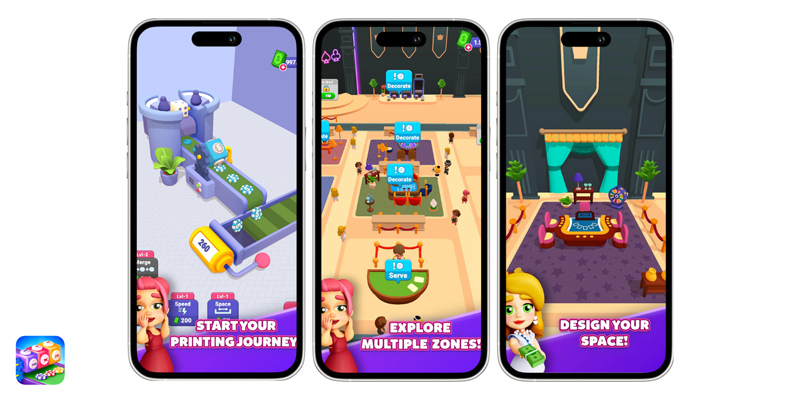 997
260
Lvl-2
Merge
Lvl-1
Speed
200
Lvl-1
Space
START YOUR
PRINTING JOURNEY
Decorate
Decorate
Decorate
Serve
EXPLORE
MULTIPLE ZONES!
DESIGN YOUR
SPACE!